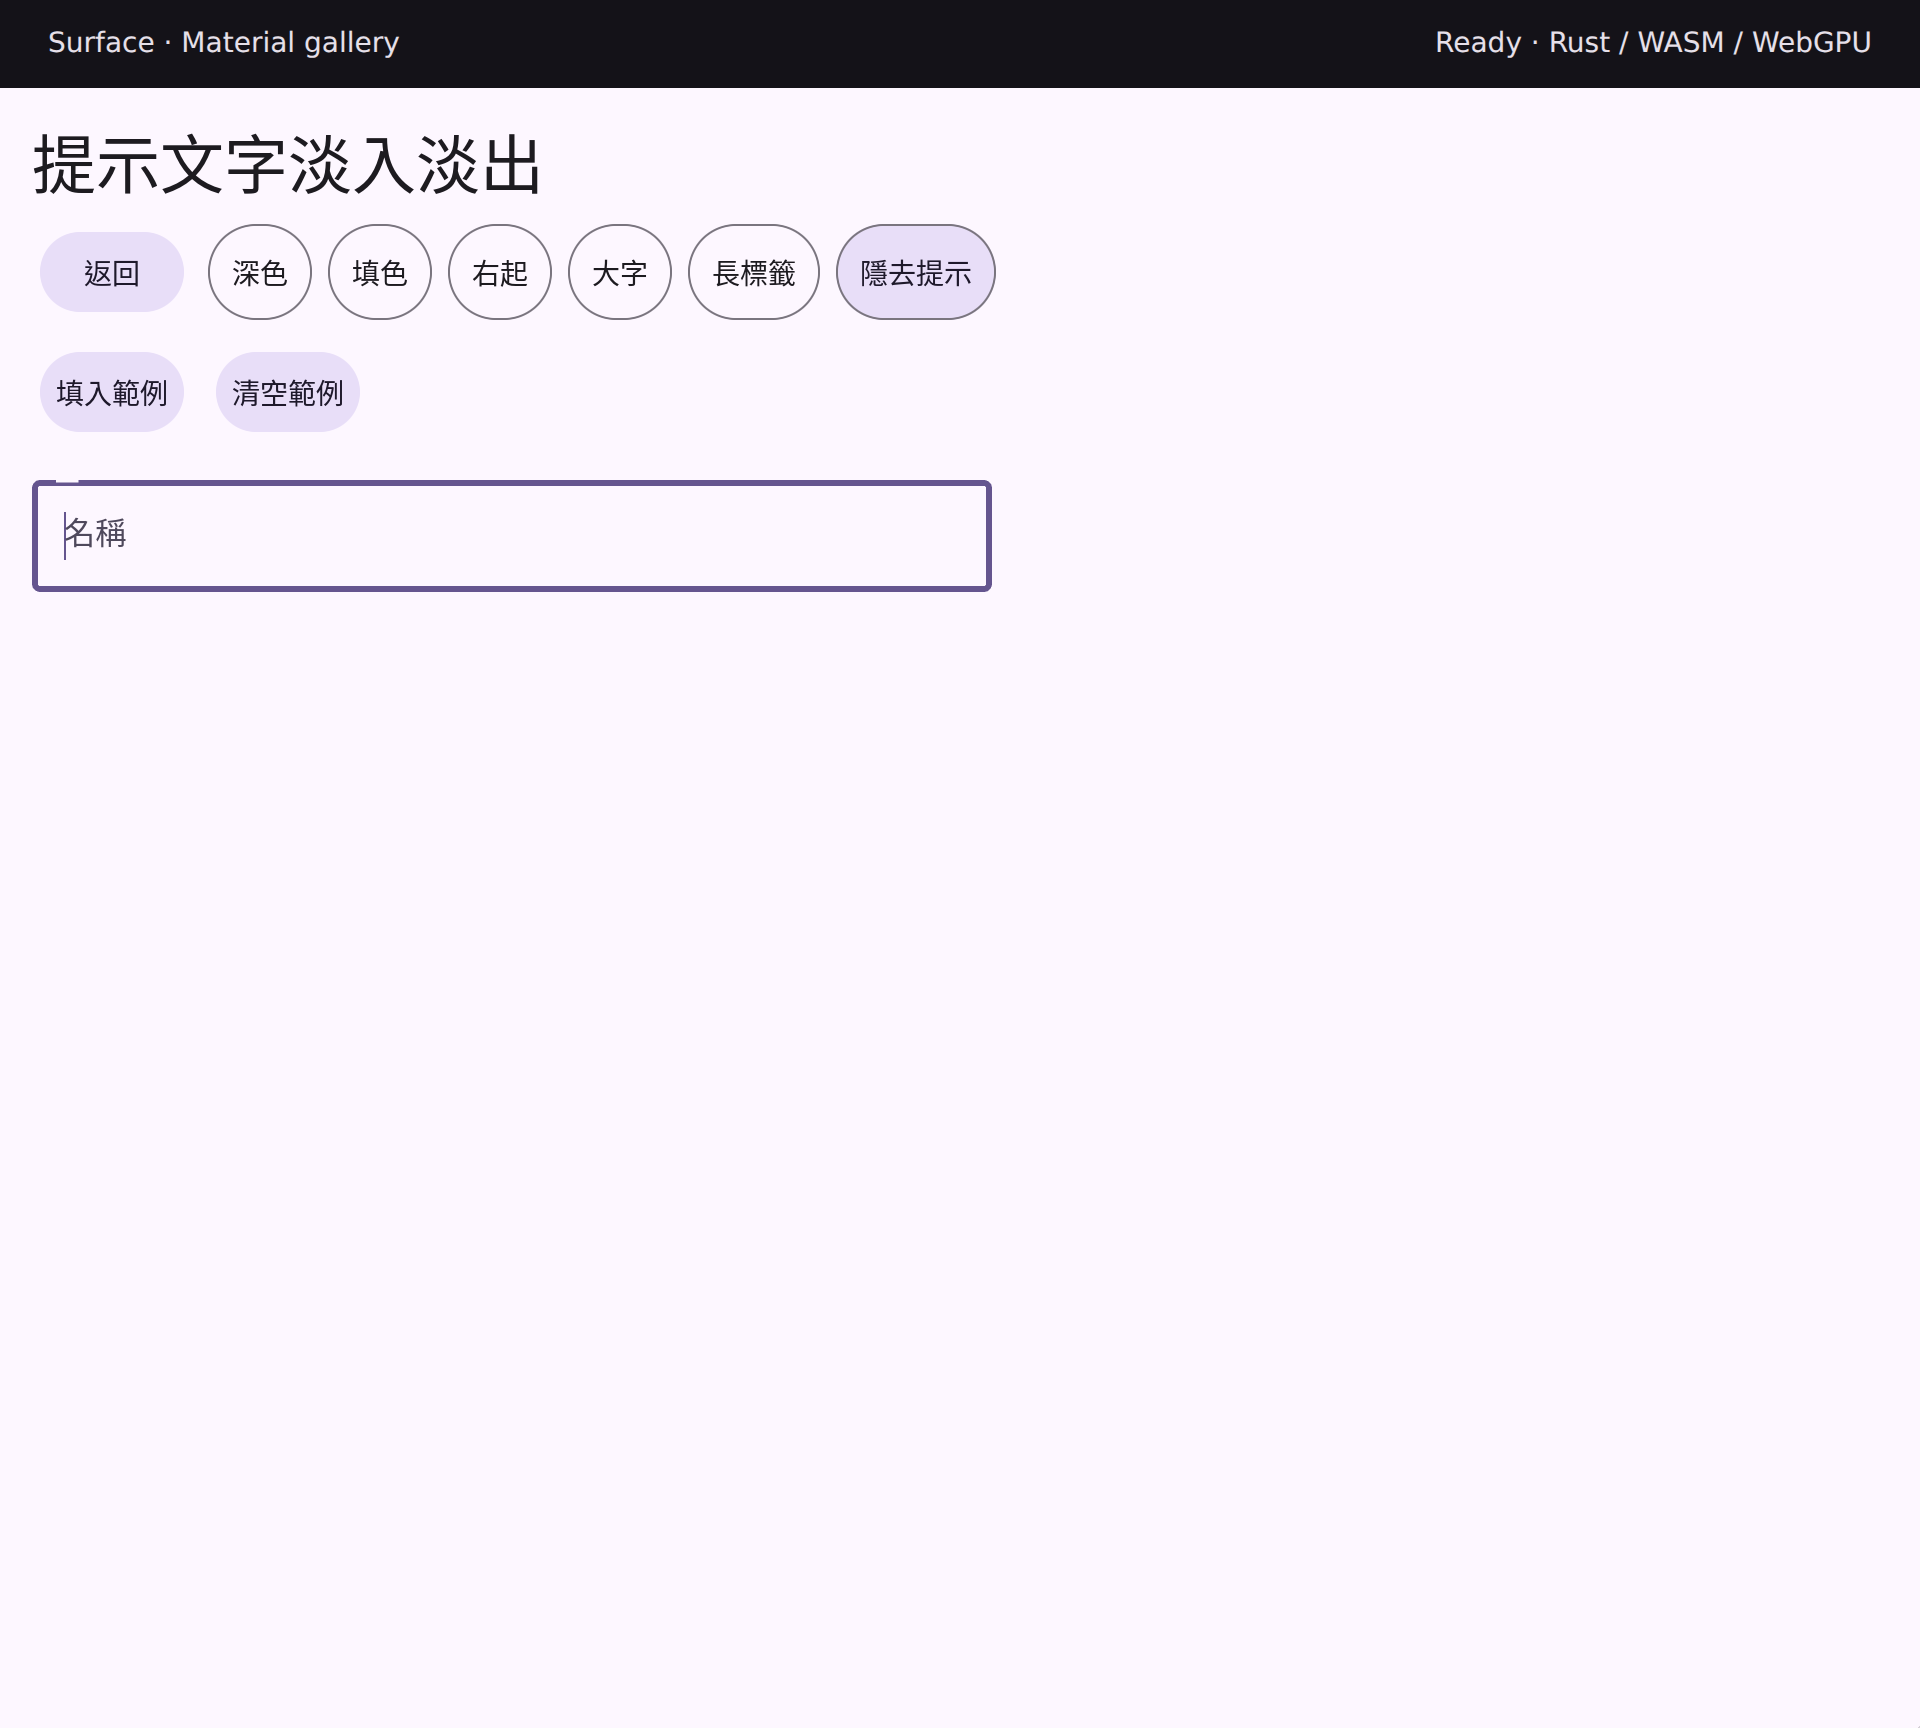 Surface · Material gallery
Ready · Rust / WASM / WebGPU
提示文字淡入淡出
返回 深色 填色 右起 大字 長標籤 隱去提示
填入範例 清空範例
名稱